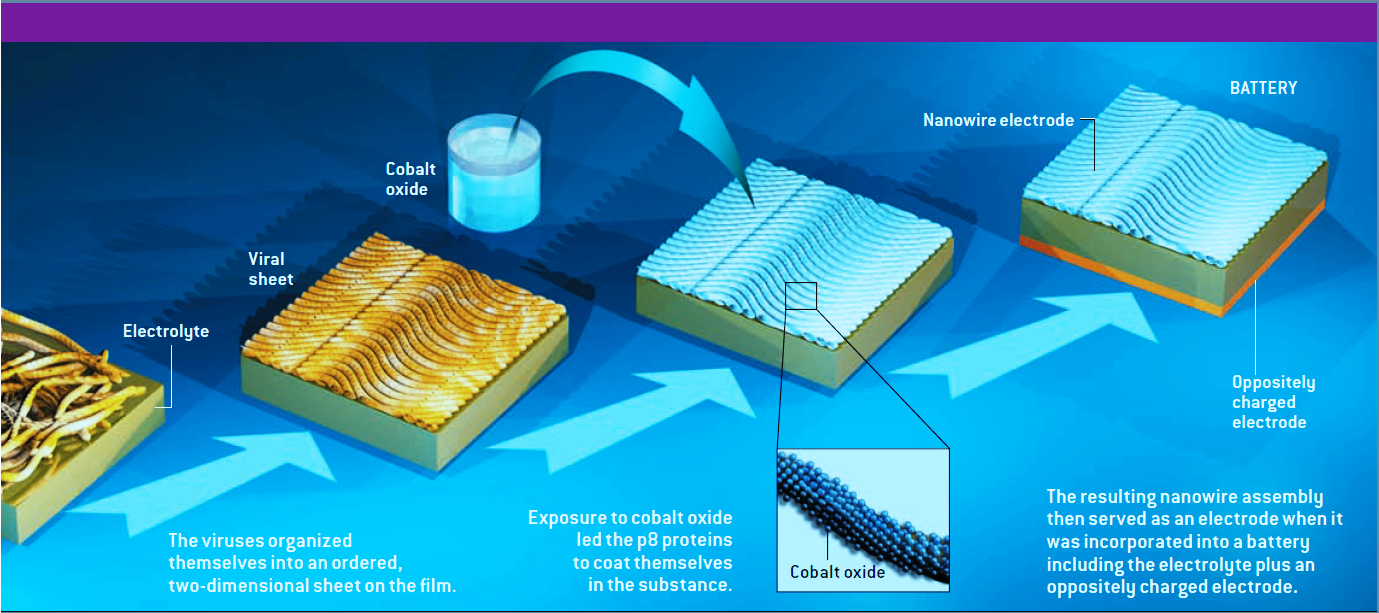 BATTERY
Nanowire electrode
Cobalt
oxide
Viral
sheet
Electrolyte
Oppositely
charged
electrode
The viruses organized
themselves into an ordered,
two-dimensional sheet on the film.
Exposure to cobalt oxide
led the p8 proteins
to coat themselves
in the substance.
Cobalt oxide
The resulting nanowire assembly
then served as an electrode when it
was incorporated into a battery
including the electrolyte plus an
oppositely charged electrode.